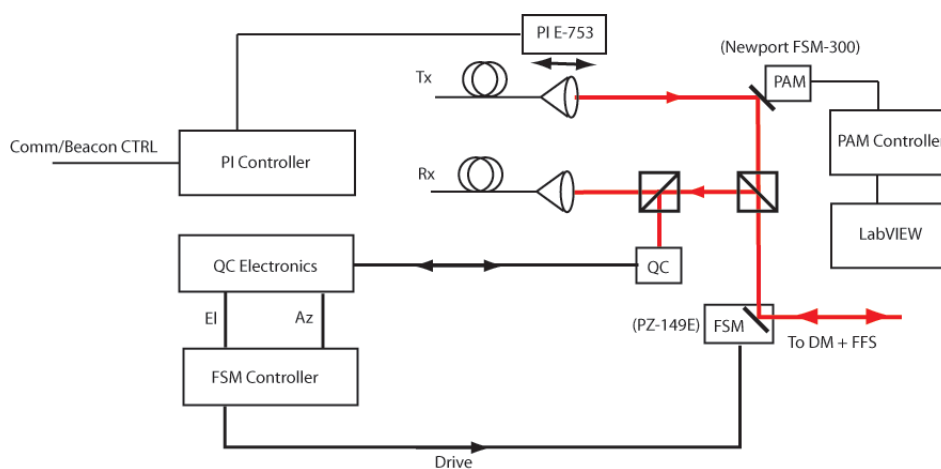 PI E-753
(Newport FSM-300)
Tx
PAM
Comm/Beacon CTRL
PI Controller
PAM Controller
Rx
LabVIEW
QC Electronics
QC
El
Az
(PZ-149E)
FSM
To DM + FFS
FSM Controller
Drive